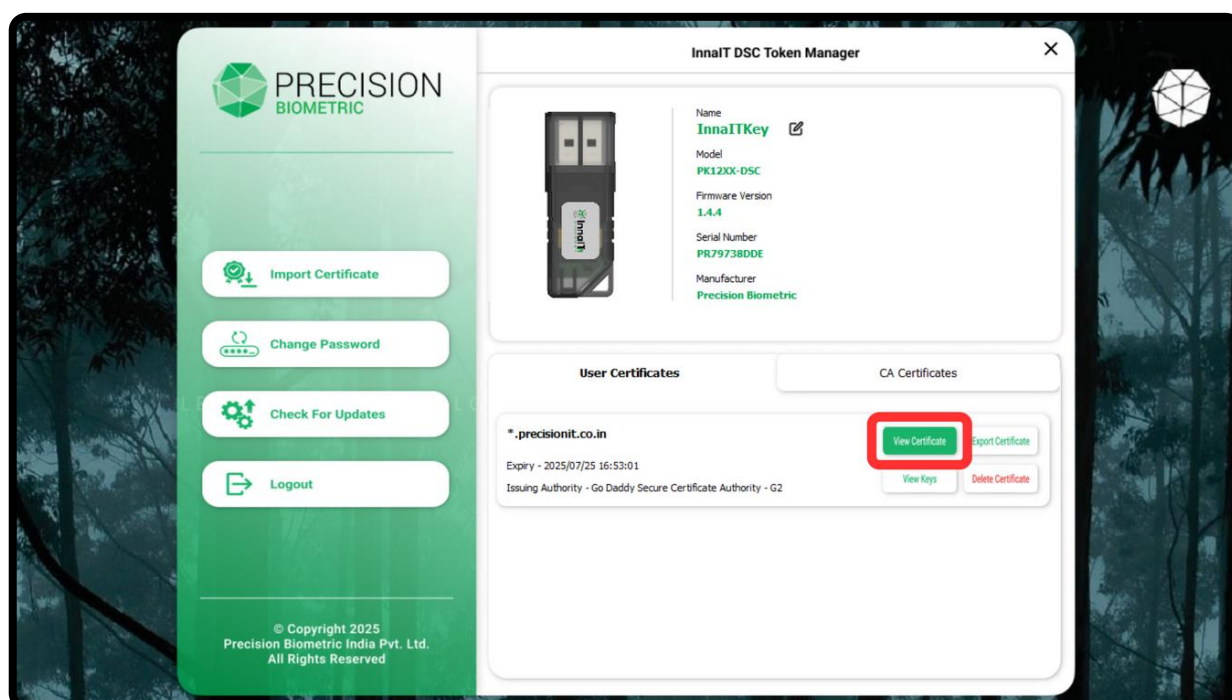 PRECISION
BIOMETRIC
Import Certificate
Change Password
Check For Updates
Logout
© Copyright 2025
Precision Biometric India Pvt. Ltd.
All Rights Reserved
InnaIT DSC Token Manager
InnaIT
Name
InnaITKey
Model
PK12XX-DSC
Firmware Version
1.4.4
Serial Number
PR79738DDE
Manufacturer
Precision Biometric
User Certificates
CA Certificates
*.precisionit.co.in
Expiry - 2025/07/25 16:53:01
Issuing Authority - Go Daddy Secure Certificate Authority - G2
View Certificate
Export Certificate
View Keys
Delete Certificate